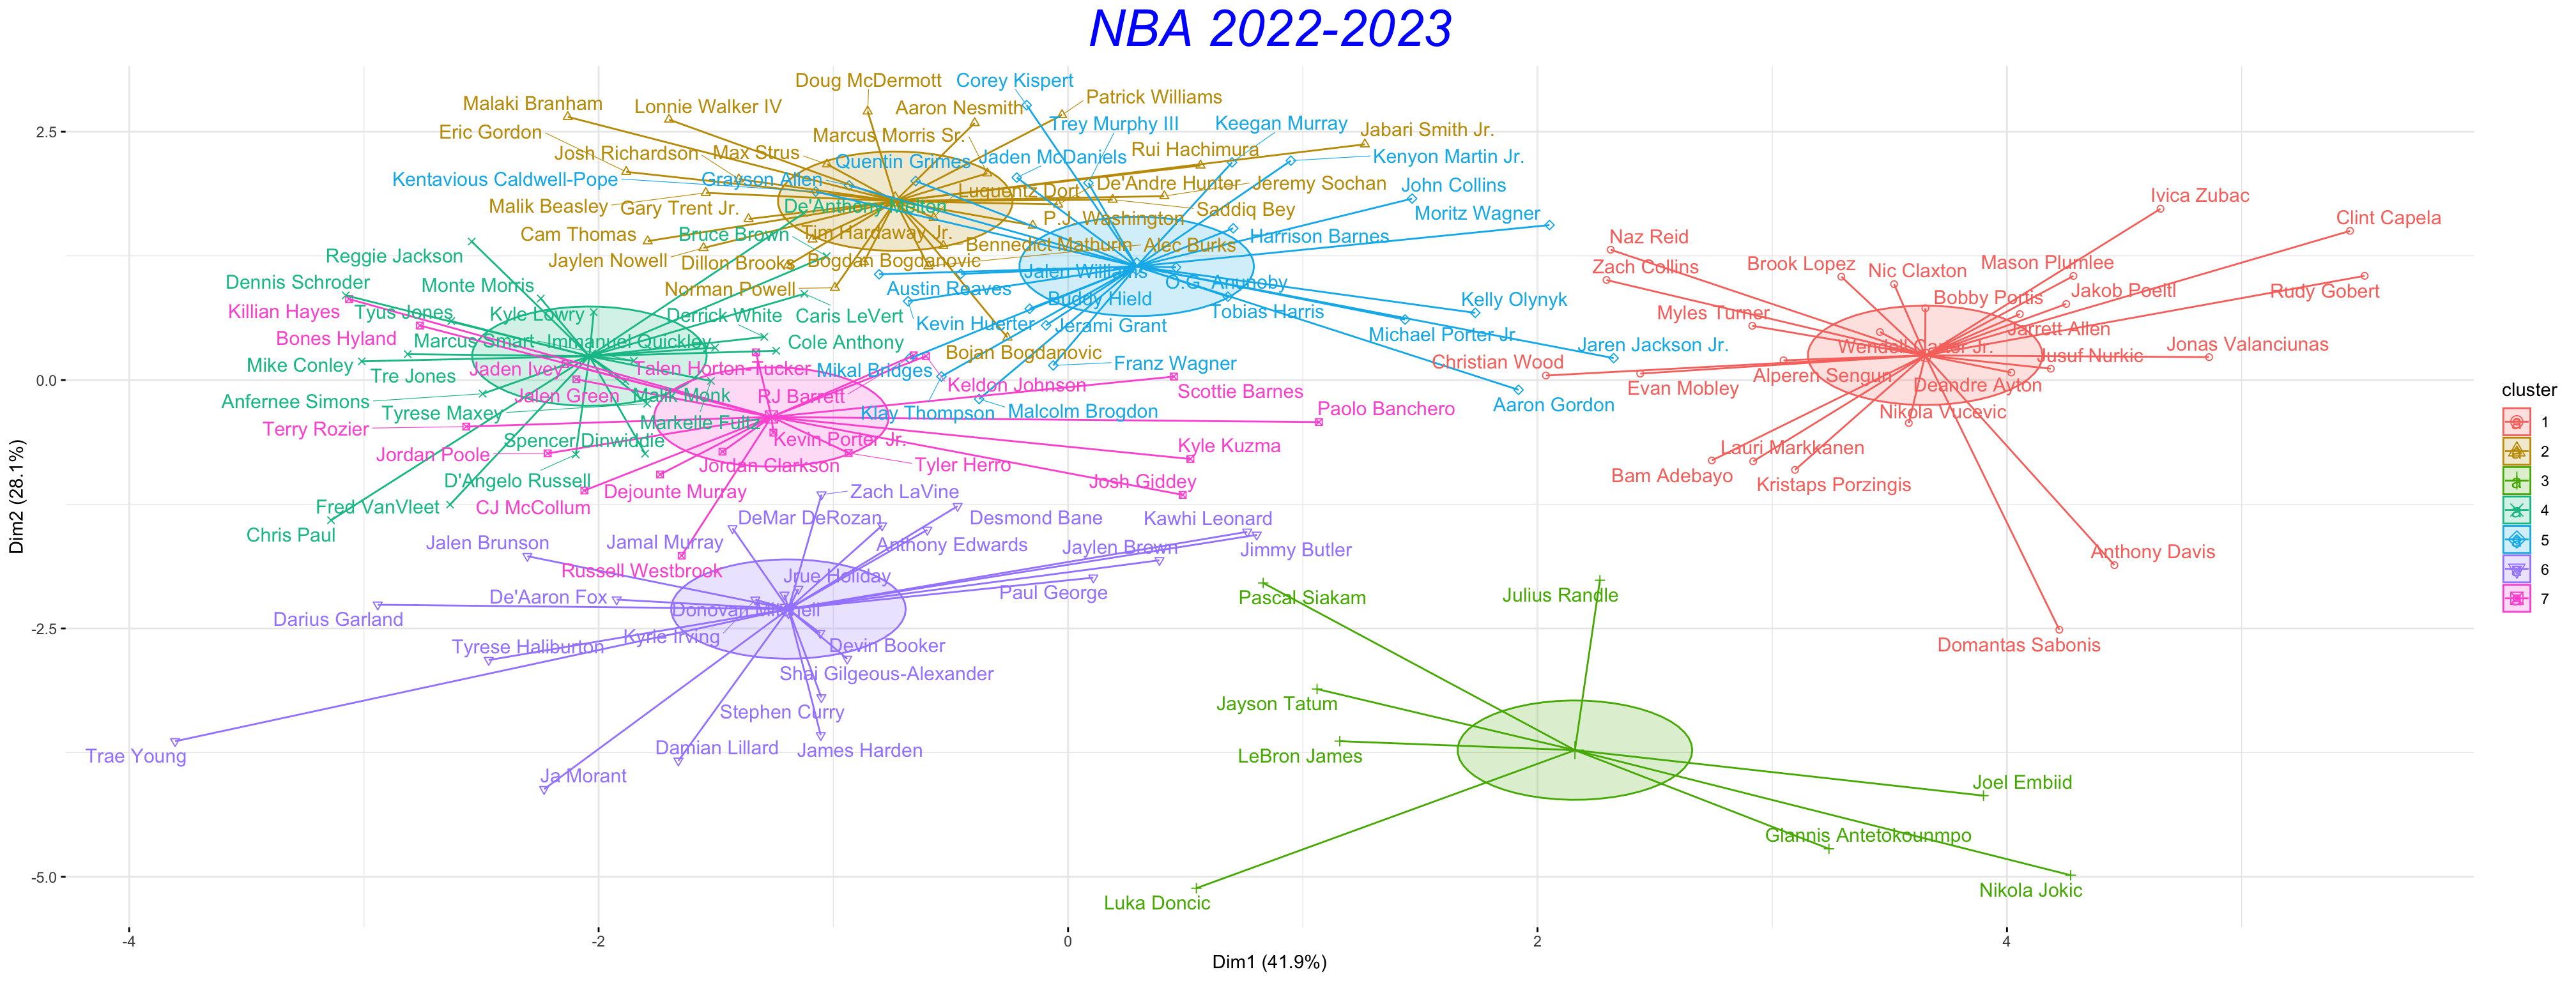 NBA 2022-2023
Doug McDermott
Corey Kispert
Malaki Branham
Lonnie Walker IV
Aaron Nesmith
Patrick Williams
Eric Gordon
Marcus Morris Sr.
Trey Murphy III
Keegan Murray
Jabari Smith Jr.
2.5
Josh Richardson
Max Strus
Quentin Grimes
Jaden McDaniels
Rui Hachimura
Kenyon Martin Jr.
Kentavious Caldwell-Pope
Grayson Allen
Luguentz Dort
De'Andre Hunter
Jeremy Sochan
John Collins
Ivica Zubac
Malik Beasley
Gary Trent Jr.
De'Anthony Melton
P.J. Washington
Saddiq Bey
Moritz Wagner
Clint Capela
Cam Thomas
Bruce Brown
Tim Hardaway Jr.
Bennedict Mathurin
Alec Burks
Harrison Barnes
Naz Reid
Reggie Jackson
Jaylen Nowell
Dillon Brooks
Bogdan Bogdanovic
Jalen Williams
O.G. Anunoby
Zach Collins
Brook Lopez
Nic Claxton
Mason Plumlee
Dennis Schroder
Monte Morris
Norman Powell
Austin Reaves
Buddy Hield
Kelly Olynyk
Bobby Portis
Jakob Poeltl
Rudy Gobert
Killian Hayes
Tyus Jones
Kyle Lowry
Derrick White
Caris LeVert
Kevin Huerter
Jerami Grant
Tobias Harris
Myles Turner
Jarrett Allen
Bones Hyland
Marcus Smart
Immanuel Quickley
Cole Anthony
Bojan Bogdanovic
Michael Porter Jr.
Jaren Jackson Jr.
Wendell Carter Jr.
Jusuf Nurkic
Jonas Valanciunas
Mike Conley
Tre Jones
Jaden Ivey
Talen Horton-Tucker
Mikal Bridges
Franz Wagner
Christian Wood
Alperen Sengun
Deandre Ayton
0.0
Anfernee Simons
Tyrese Maxey
Jalen Green
Malik Monk
RJ Barrett
Keldon Johnson
Scottie Barnes
Evan Mobley
Nikola Vucevic
Terry Rozier
Markelle Fultz
Klay Thompson
Malcolm Brogdon
Paolo Banchero
Aaron Gordon
Jordan Poole
Spencer Dinwiddie
Kevin Porter Jr.
Kyle Kuzma
Lauri Markkanen
D'Angelo Russell
Jordan Clarkson
Tyler Herro
Josh Giddey
Bam Adebayo
Kristaps Porzingis
Fred VanVleet
CJ McCollum
Dejounte Murray
Zach LaVine
Chris Paul
Jalen Brunson
Jamal Murray
DeMar DeRozan
Desmond Bane
Anthony Edwards
Kawhi Leonard
Jaylen Brown
Jimmy Butler
Anthony Davis
Russell Westbrook
Jrue Holiday
Paul George
Pascal Siakam
Julius Randle
De'Aaron Fox
Darius Garland
Donovan Mitchell
-2.5
Tyrese Haliburton
Kyrie Irving
Devin Booker
Domantas Sabonis
Shai Gilgeous-Alexander
Stephen Curry
Jayson Tatum
Trae Young
Damian Lillard
James Harden
LeBron James
Ja Morant
Joel Embiid
Giannis Antetokounmpo
-5.0
Luka Doncic
Nikola Jokic
-4
-2
0
2
4
Dim1 (41.9%)
Dim2 (28.1%)
cluster
1
2
3
4
5
6
7